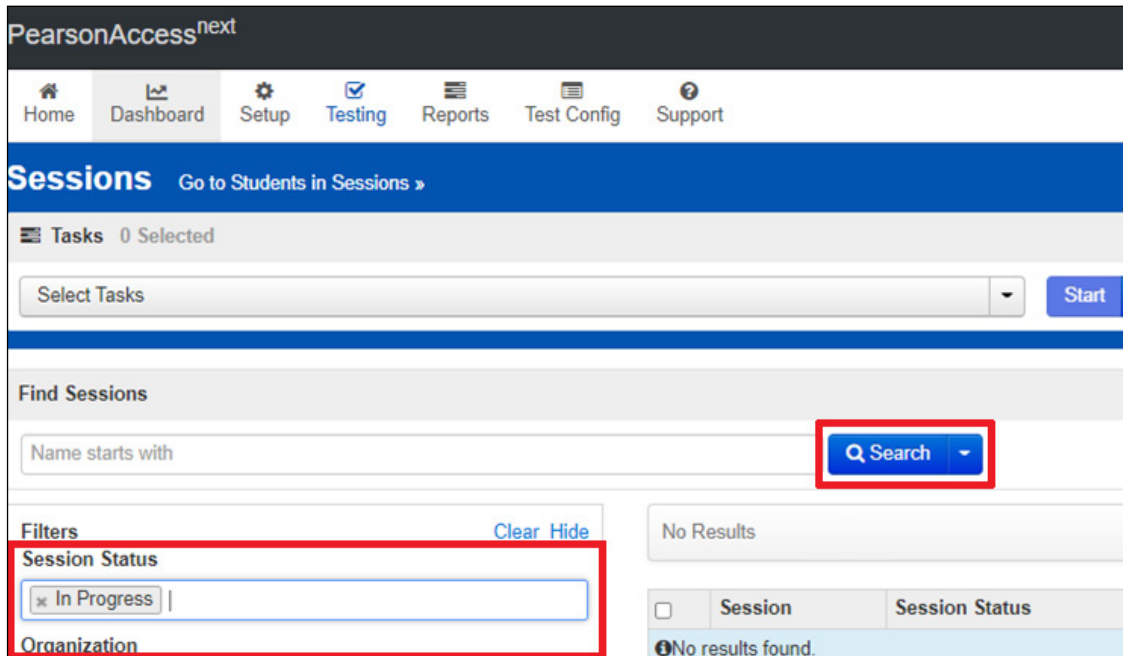 PearsonAccessnext
Home Dashboard Setup Testing Reports Test Config Support
Sessions Go to Students in Sessions »
Tasks 0 Selected
Select Tasks Start
Find Sessions
Name starts with Search
Filters Clear Hide No Results
Session Status
× In Progress Session Session Status
Organization No results found.